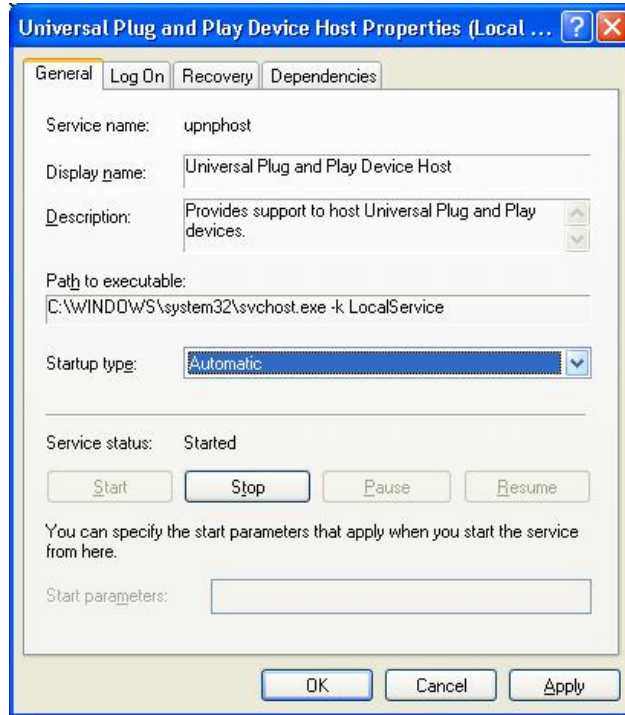 Universal Plug and Play Device Host Properties (Local ...
General Log On Recovery Dependencies
Service name: upnphost
Display name: Universal Plug and Play Device Host
Description: Provides support to host Universal Plug and Play
devices.
Path to executable:
C:\WINDOWS\system32\svchost.exe -k LocalService
Startup type: Automatic
Service status: Started
Start Stop Pause Resume
You can specify the start parameters that apply when you start the service
from here.
Start parameters:
OK Cancel Apply